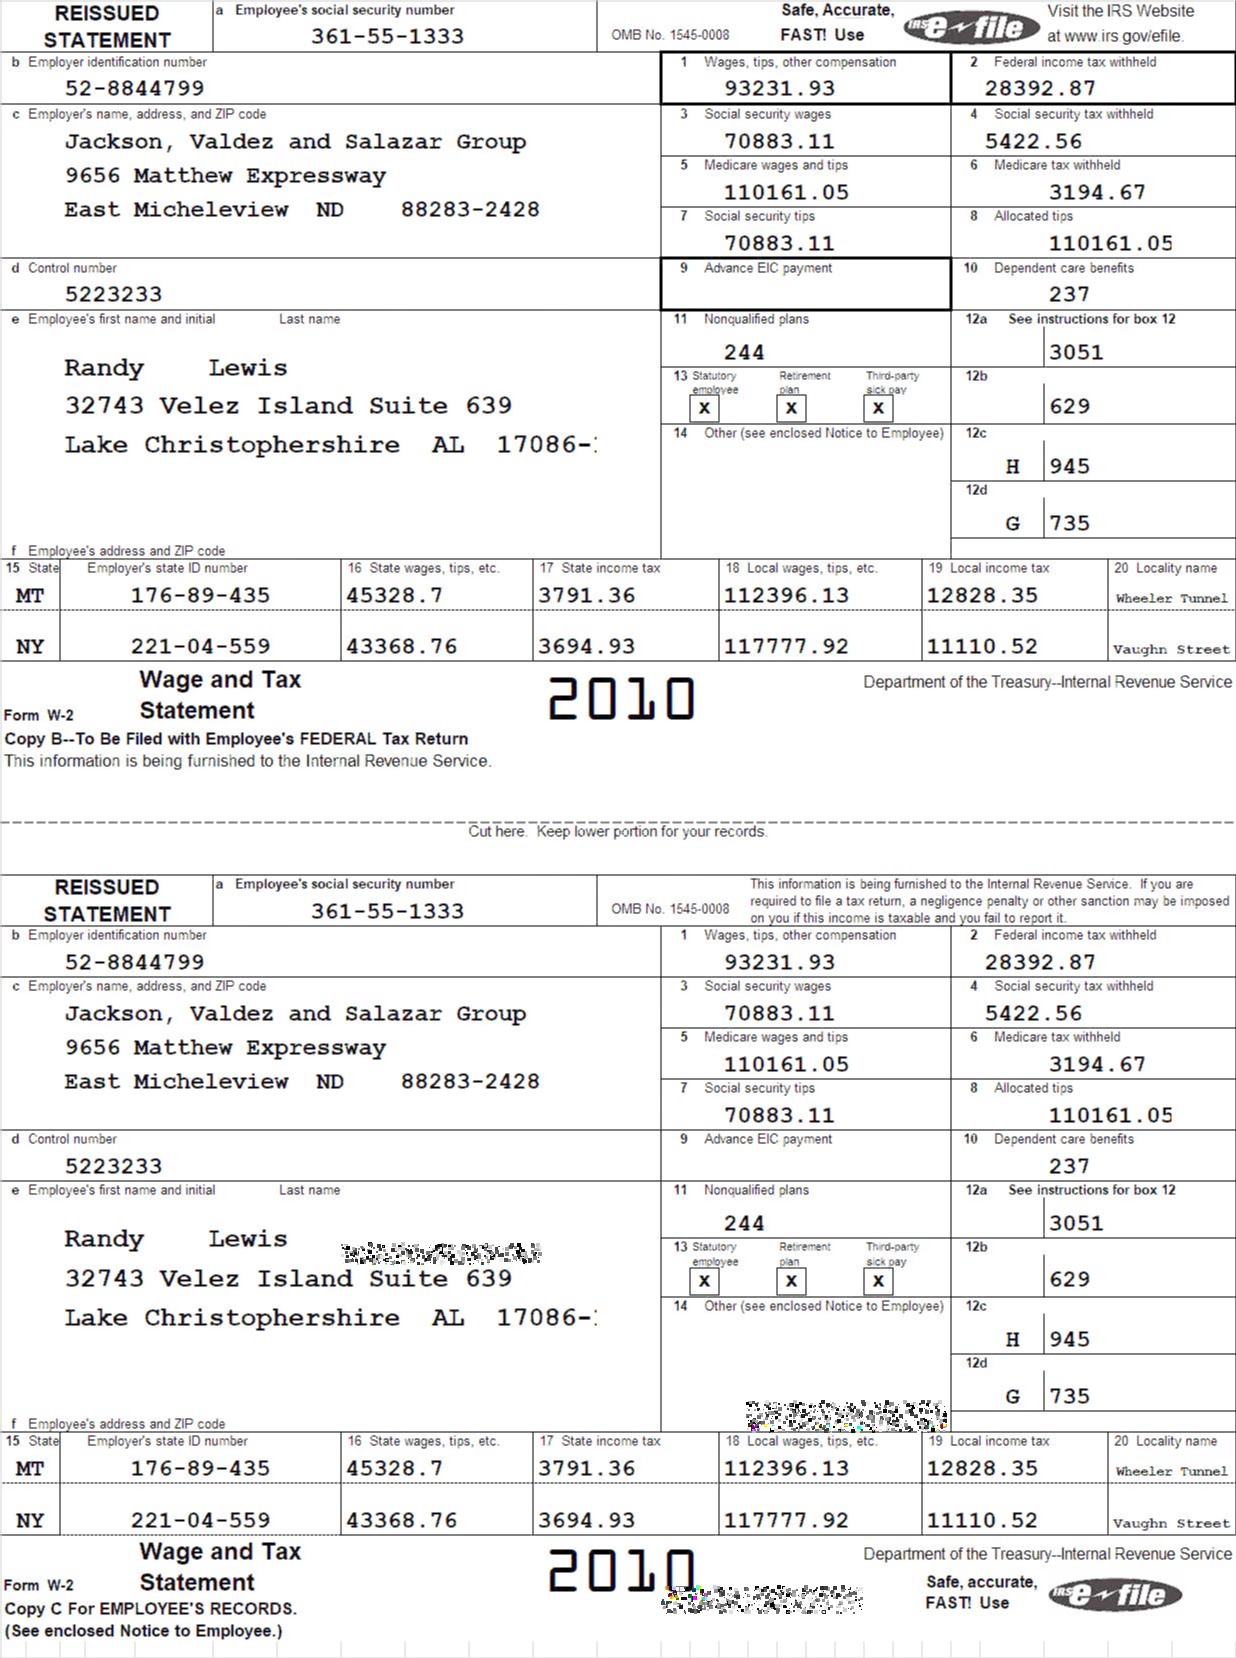 REISSUED STATEMENT
a Employee's social security number
361-55-1333
OMB No. 1545-0008
Safe, Accurate, FAST! Use
IRS e-file
Visit the IRS Website at www.irs.gov/efile.
b Employer identification number
52-8844799
1 Wages, tips, other compensation
93231.93
2 Federal income tax withheld
28392.87
c Employer's name, address, and ZIP code
Jackson, Valdez and Salazar Group
9656 Matthew Expressway
East Micheleview ND 88283-2428
3 Social security wages
70883.11
4 Social security tax withheld
5422.56
5 Medicare wages and tips
110161.05
6 Medicare tax withheld
3194.67
7 Social security tips
70883.11
8 Allocated tips
110161.05
d Control number
5223233
9 Advance EIC payment
10 Dependent care benefits
237
e Employee's first name and initial Last name
Randy Lewis
32743 Velez Island Suite 639
Lake Christophershire AL 17086-
11 Nonqualified plans
244
12a See instructions for box 12
3051
13 Statutory employee Retirement plan Third-party sick pay
X X X
12b
629
14 Other (see enclosed Notice to Employee)
12c
H 945
12d
G 735
f Employee's address and ZIP code
15 State Employer's state ID number 16 State wages, tips, etc. 17 State income tax 18 Local wages, tips, etc. 19 Local income tax 20 Locality name
MT 176-89-435 45328.7 3791.36 112396.13 12828.35 Wheeler Tunnel
NY 221-04-559 43368.76 3694.93 117777.92 11110.52 Vaughn Street
Form W-2 Wage and Tax Statement
2010
Department of the Treasury--Internal Revenue Service
Copy B--To Be Filed with Employee's FEDERAL Tax Return
This information is being furnished to the Internal Revenue Service.
Cut here. Keep lower portion for your records.
REISSUED STATEMENT
a Employee's social security number
361-55-1333
OMB No. 1545-0008
This information is being furnished to the Internal Revenue Service. If you are
required to file a tax return, a negligence penalty or other sanction may be imposed
on you if this income is taxable and you fail to report it.
b Employer identification number
52-8844799
1 Wages, tips, other compensation
93231.93
2 Federal income tax withheld
28392.87
c Employer's name, address, and ZIP code
Jackson, Valdez and Salazar Group
9656 Matthew Expressway
East Micheleview ND 88283-2428
3 Social security wages
70883.11
4 Social security tax withheld
5422.56
5 Medicare wages and tips
110161.05
6 Medicare tax withheld
3194.67
7 Social security tips
70883.11
8 Allocated tips
110161.05
d Control number
5223233
9 Advance EIC payment
10 Dependent care benefits
237
e Employee's first name and initial Last name
Randy Lewis
32743 Velez Island Suite 639
Lake Christophershire AL 17086-
11 Nonqualified plans
244
12a See instructions for box 12
3051
13 Statutory employee Retirement plan Third-party sick pay
X X X
12b
629
14 Other (see enclosed Notice to Employee)
12c
H 945
12d
G 735
f Employee's address and ZIP code
15 State Employer's state ID number 16 State wages, tips, etc. 17 State income tax 18 Local wages, tips, etc. 19 Local income tax 20 Locality name
MT 176-89-435 45328.7 3791.36 112396.13 12828.35 Wheeler Tunnel
NY 221-04-559 43368.76 3694.93 117777.92 11110.52 Vaughn Street
Form W-2 Wage and Tax Statement
2010
Department of the Treasury--Internal Revenue Service
Safe, accurate, FAST! Use
IRS e-file
Copy C For EMPLOYEE'S RECORDS.
(See enclosed Notice to Employee.)